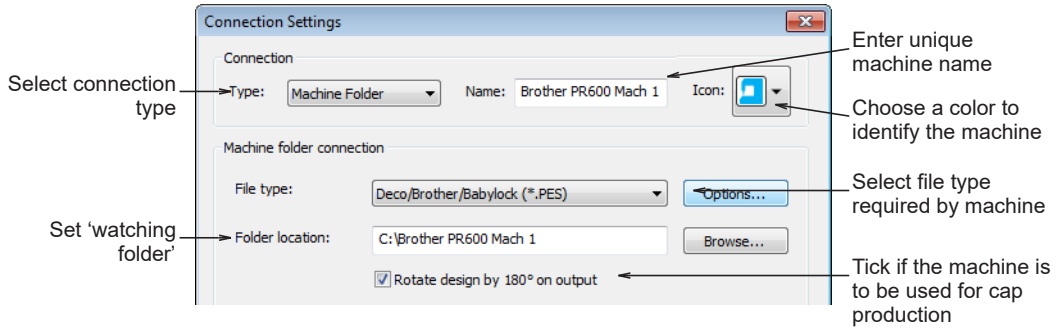 Connection Settings
Connection
Select connection
type
Type:
Machine Folder
Name:
Brother PR600 Mach 1
Icon:
Enter unique
machine name
Choose a color to
identify the machine
Machine folder connection
File type:
Deco/Brother/Babylock (*.PES)
Options...
Select file type
required by machine
Set ‘watching
folder’
Folder location:
C:\Brother PR600 Mach 1
Browse...
Rotate design by 180° on output
Tick if the machine is
to be used for cap
production